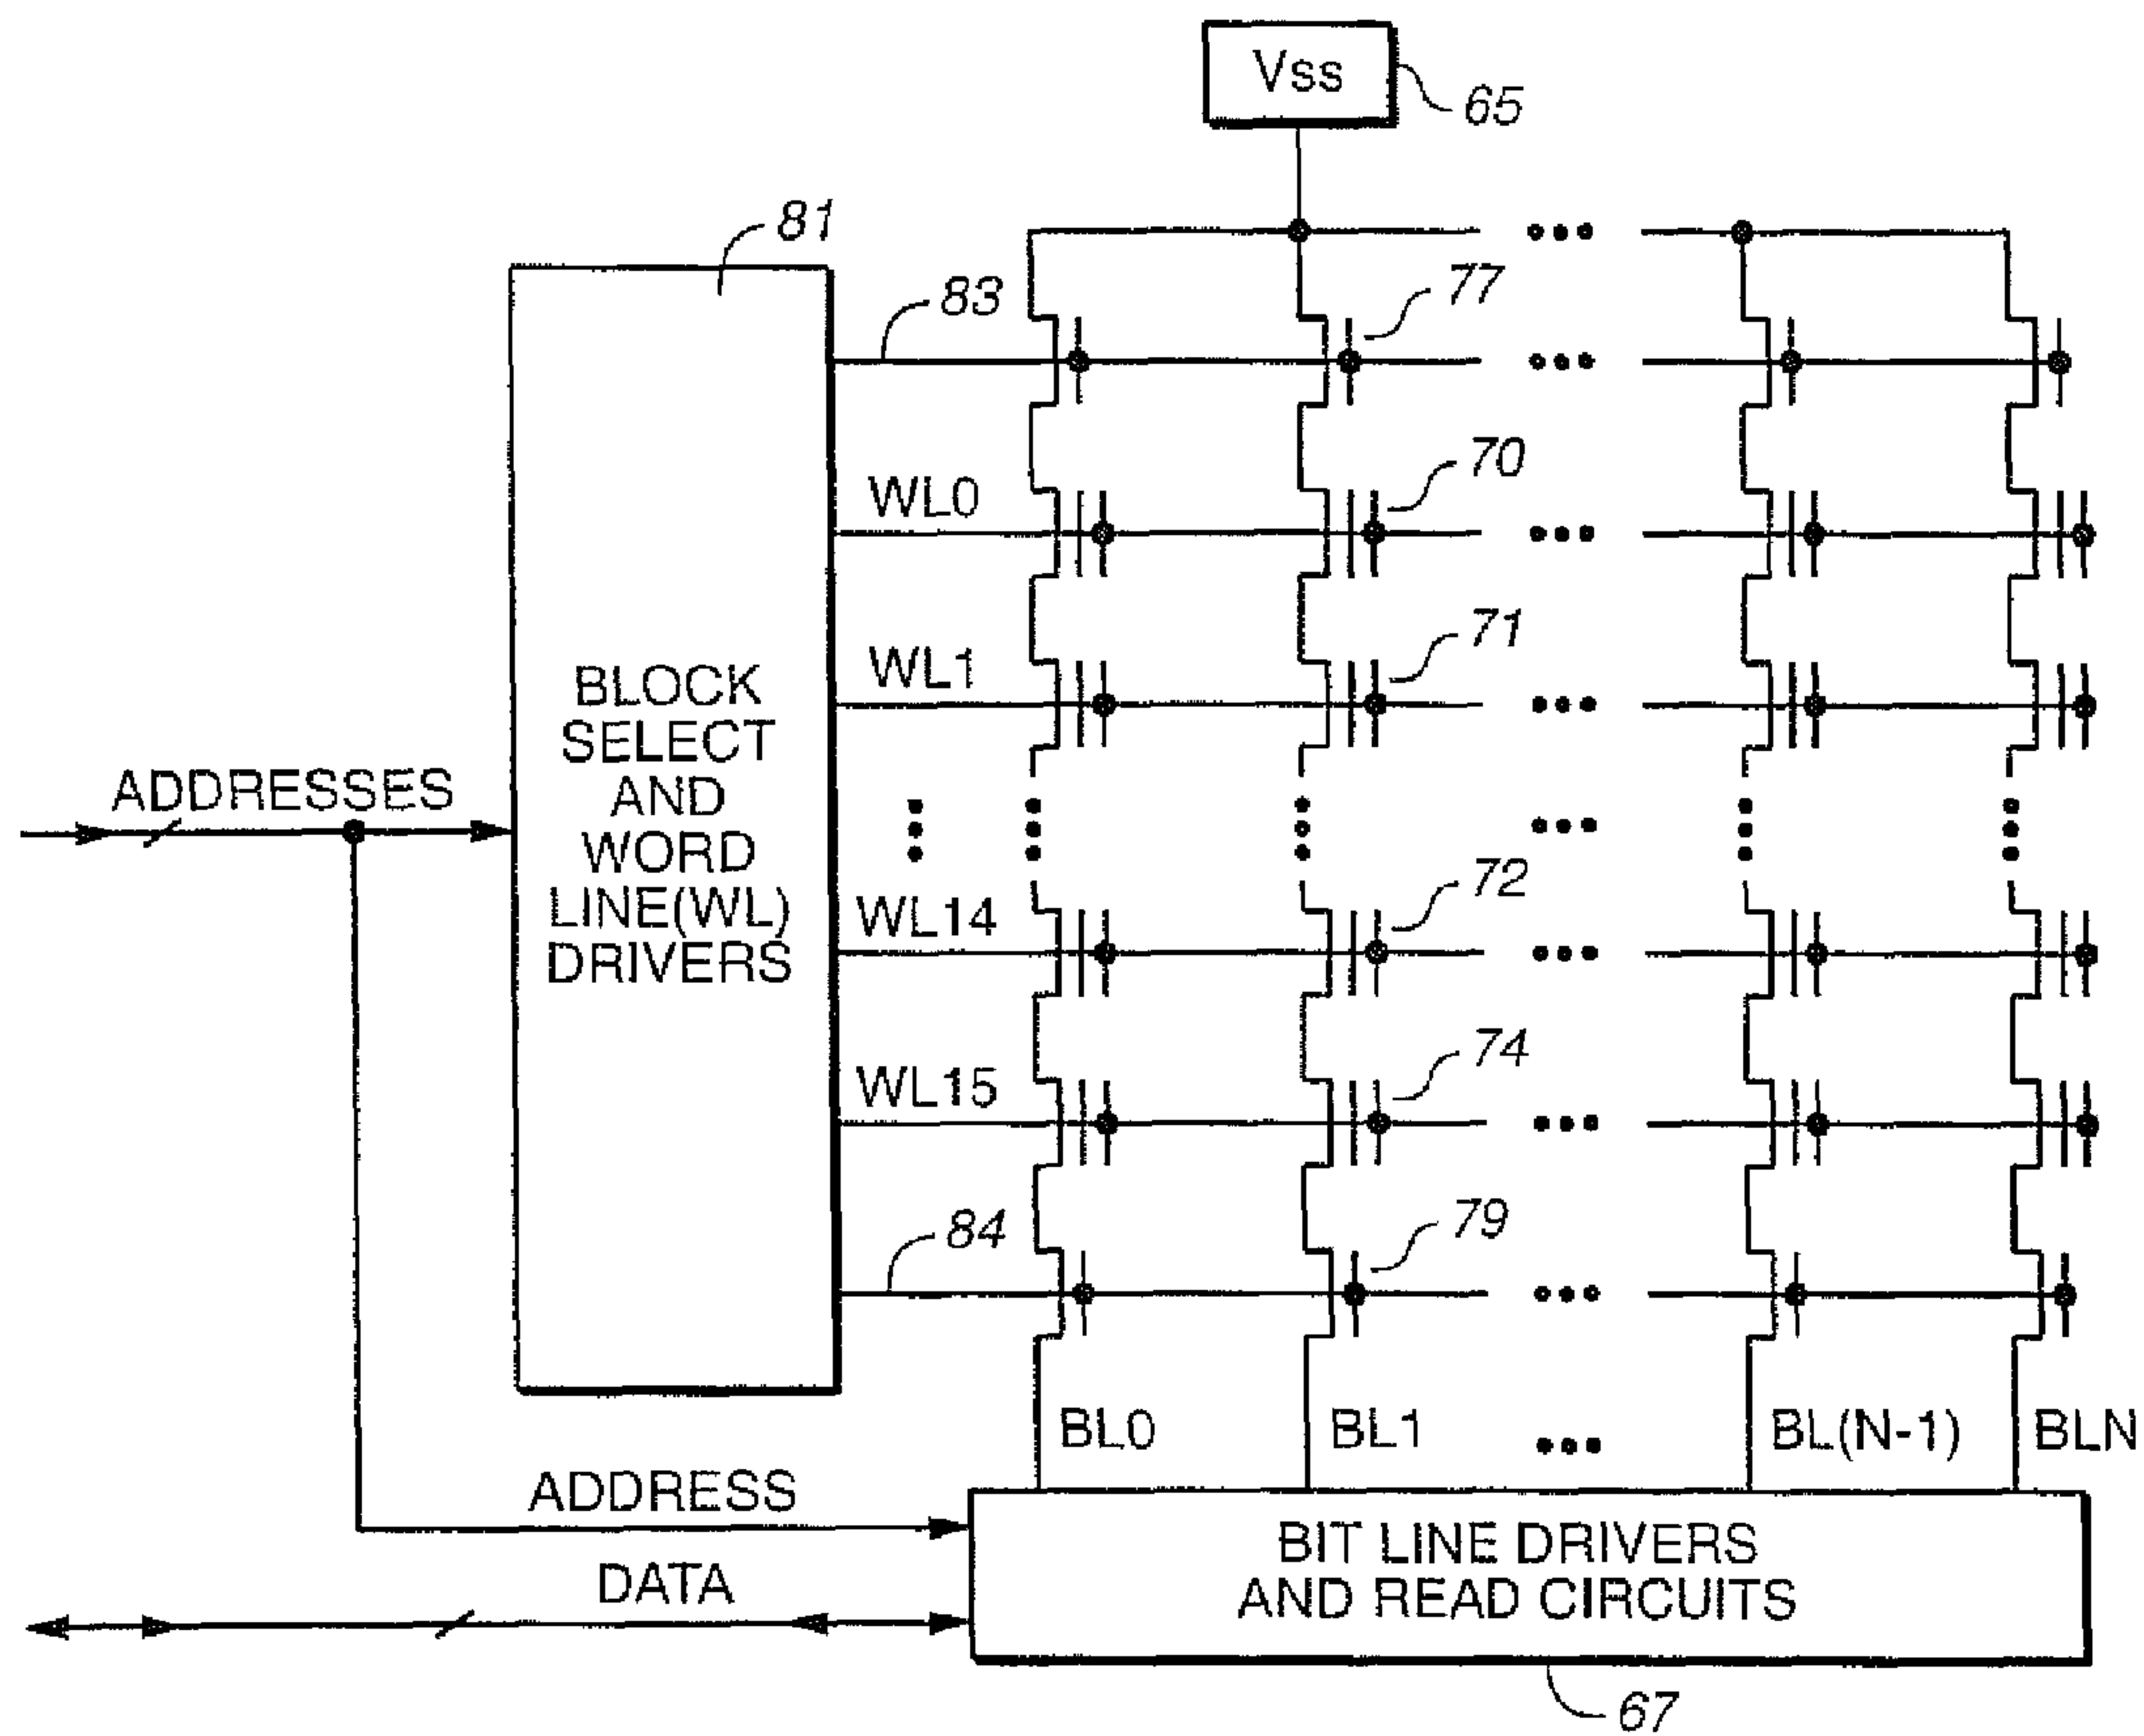 Vss
65
81
83
77
WL0
70
WL1
71
BLOCK
SELECT
AND
WORD
LINE(WL)
DRIVERS
ADDRESSES
WL14
72
WL15
74
84
79
BL0
BL1
BL(N-1)
BLN
ADDRESS
DATA
BIT LINE DRIVERS
AND READ CIRCUITS
67